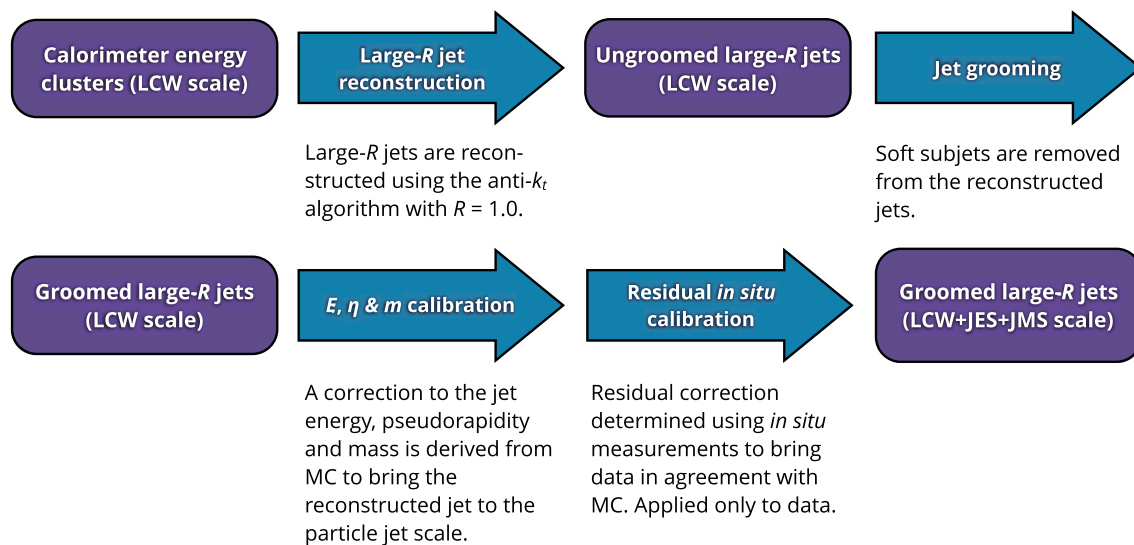 Calorimeter energy
clusters (LCW scale)
Large-R jet
reconstruction
Ungroomed large-R jets
(LCW scale)
Jet grooming
Large-R jets are recon-
structed using the anti-kt
algorithm with R = 1.0.
Soft subjets are removed
from the reconstructed
jets.
Groomed large-R jets
(LCW scale)
E, η & m calibration
Residual in situ
calibration
Groomed large-R jets
(LCW+JES+JMS scale)
A correction to the jet
energy, pseudorapidity
and mass is derived from
MC to bring the
reconstructed jet to the
particle jet scale.
Residual correction
determined using in situ
measurements to bring
data in agreement with
MC. Applied only to data.